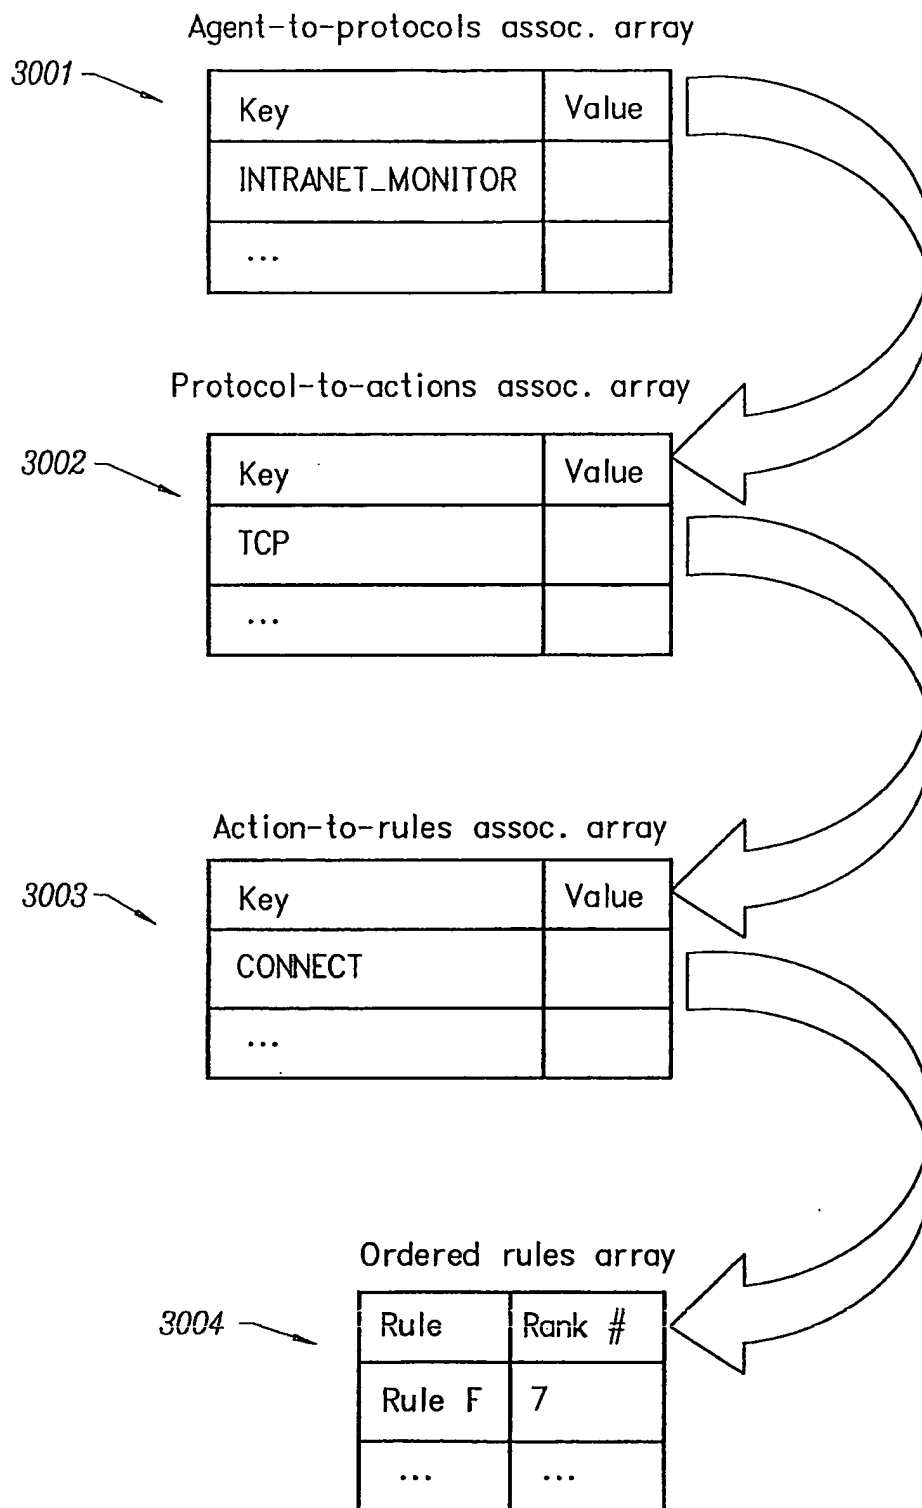 Agent-to-protocols assoc. array
3001
Key Value
INTRANET_MONITOR
...
Protocol-to-actions assoc. array
3002
Key Value
TCP
...
Action-to-rules assoc. array
3003
Key Value
CONNECT
...
Ordered rules array
3004
Rule Rank #
Rule F 7
... ...